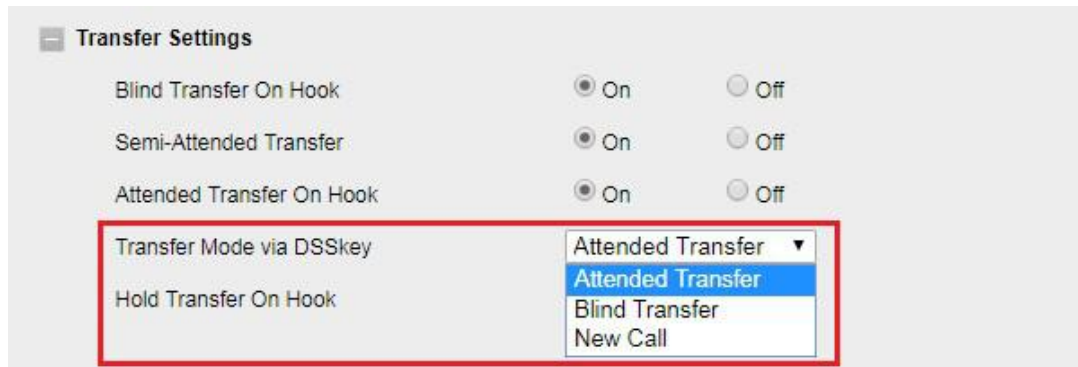 Transfer Settings
Blind Transfer On Hook On Off
Semi-Attended Transfer On Off
Attended Transfer On Hook On Off
Transfer Mode via DSSkey Attended Transfer
Attended Transfer
Hold Transfer On Hook
Blind Transfer
New Call